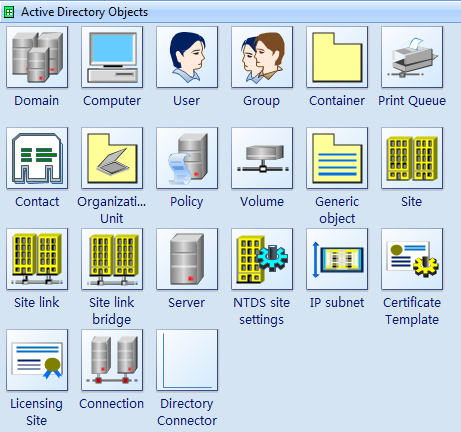 Active Directory Objects
Domain
Computer
User
Group
Container
Print Queue
Contact
Organizati...
Unit
Policy
Volume
Generic
object
Site
Site link
Site link
bridge
Server
NTDS site
settings
IP subnet
Certificate
Template
Licensing
Site
Connection
Directory
Connector